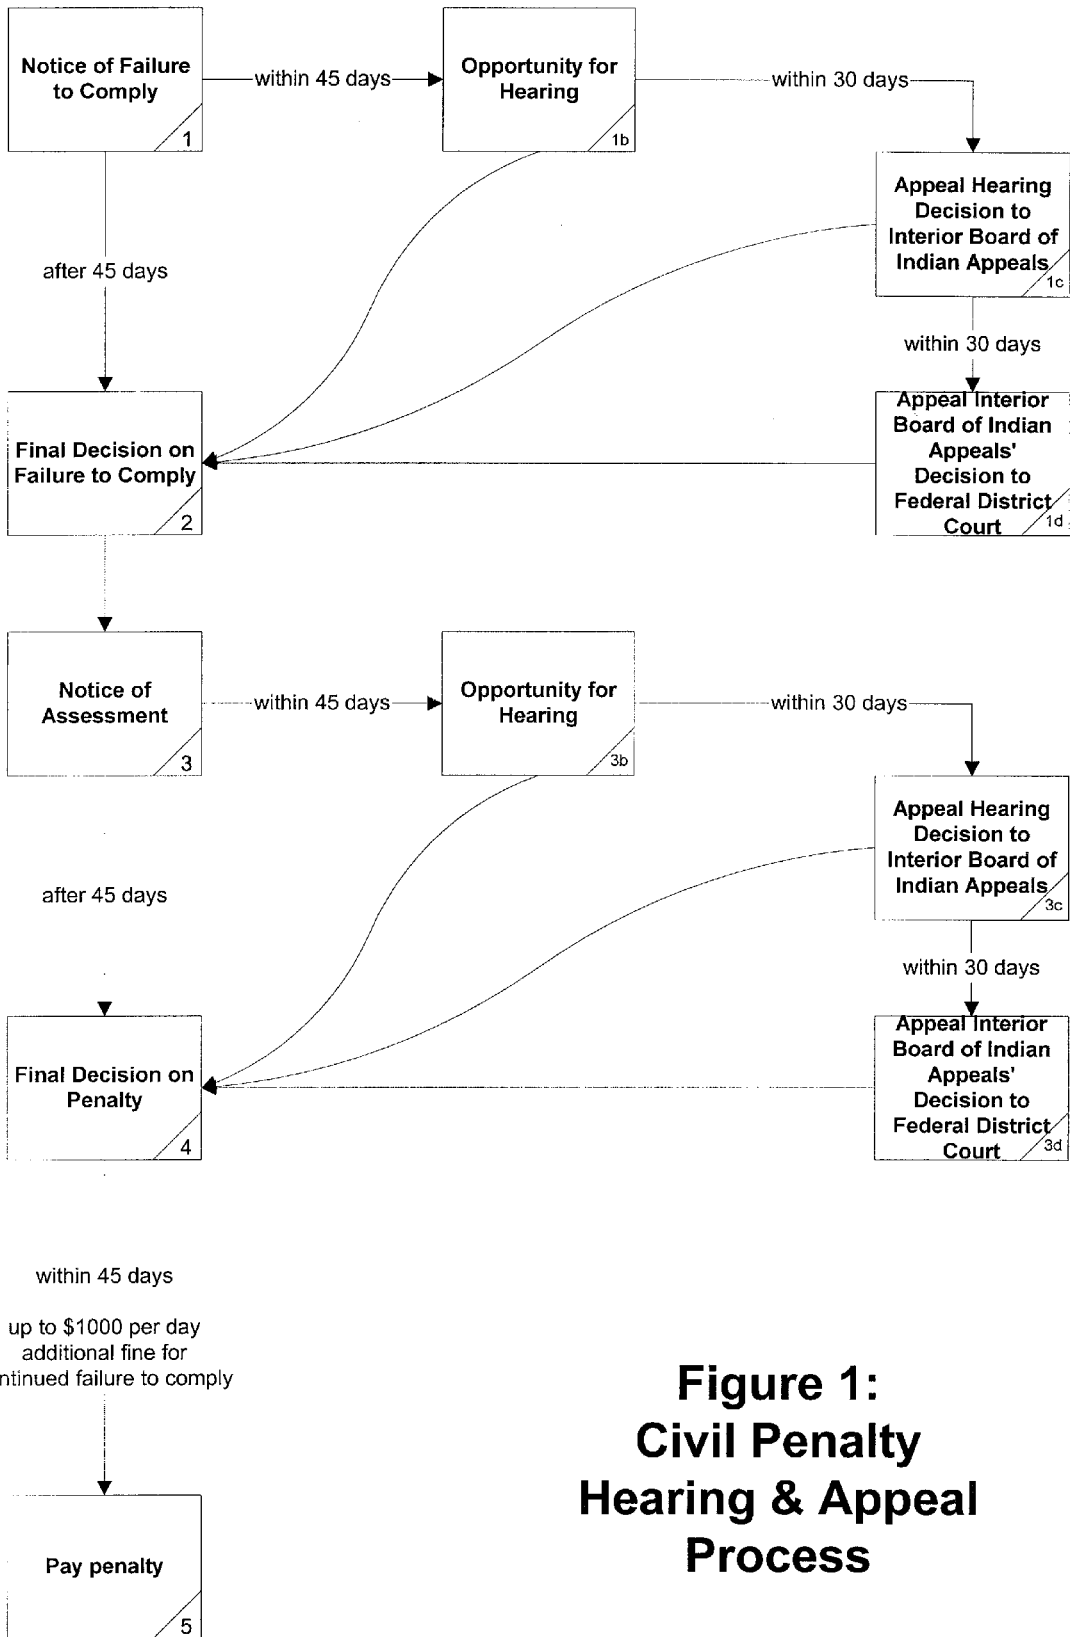 Notice of Failure
to Comply
1
within 45 days
Opportunity for
Hearing
1b
within 30 days
Appeal Hearing
Decision to
Interior Board of
Indian Appeals
1c
after 45 days
within 30 days
Final Decision on
Failure to Comply
2
Appeal Interior
Board of Indian
Appeals'
Decision to
Federal District
Court
1d
Notice of
Assessment
3
within 45 days
Opportunity for
Hearing
3b
within 30 days
Appeal Hearing
Decision to
Interior Board of
Indian Appeals
3c
after 45 days
within 30 days
Final Decision on
Penalty
4
Appeal Interior
Board of Indian
Appeals'
Decision to
Federal District
Court
3d
within 45 days
up to $1000 per day
additional fine for
ntinued failure to comply
Pay penalty
5
Figure 1:
Civil Penalty
Hearing & Appeal
Process